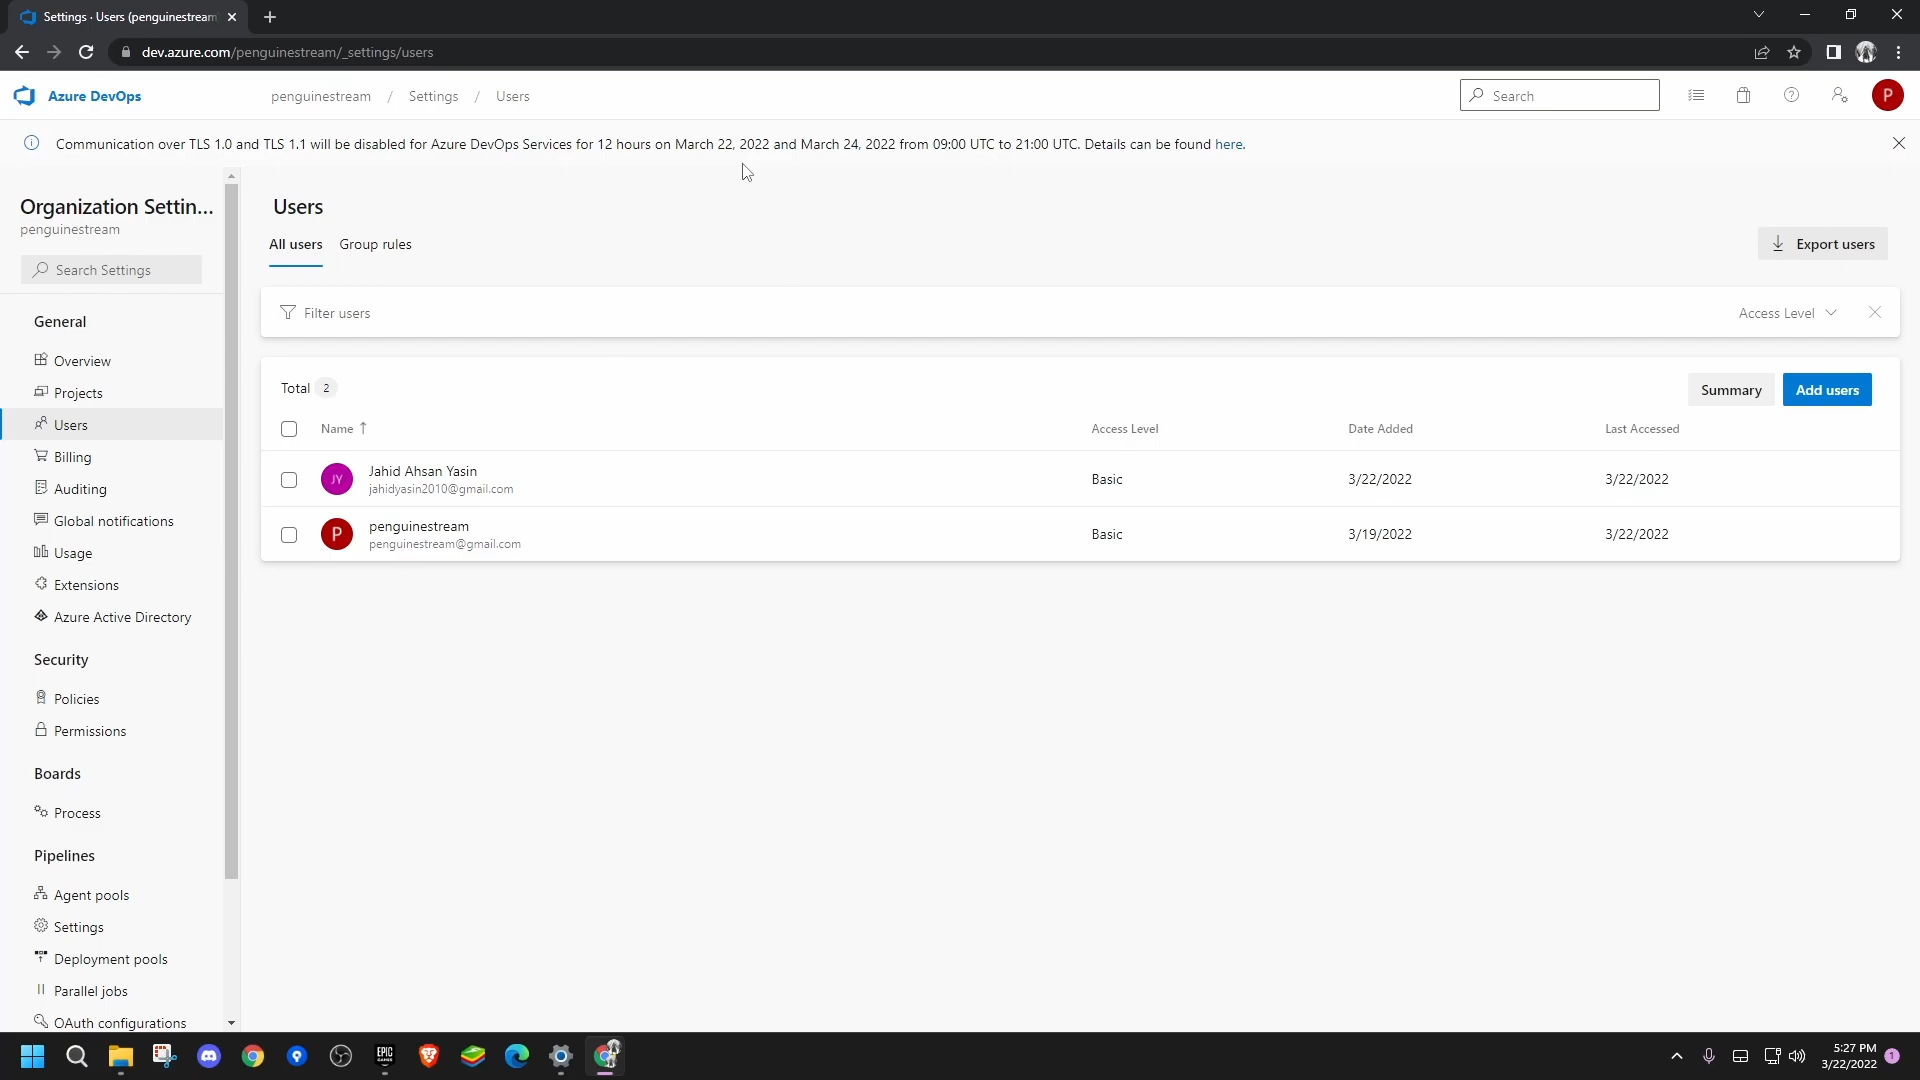 Settings · Users (penguinestream
dev.azure.com/penguinestream/_settings/users
Azure DevOps
penguinestream / Settings / Users
Search
P
Communication over TLS 1.0 and TLS 1.1 will be disabled for Azure DevOps Services for 12 hours on March 22, 2022 and March 24, 2022 from 09:00 UTC to 21:00 UTC. Details can be found here.
Organization Settin...
penguinestream
Search Settings
General
Overview
Projects
Users
Billing
Auditing
Global notifications
Usage
Extensions
Azure Active Directory
Security
Policies
Permissions
Boards
Process
Pipelines
Agent pools
Settings
Deployment pools
Parallel jobs
OAuth configurations
Users
All users Group rules
Export users
Filter users
Access Level
Total 2
Summary Add users
Name ↑ Access Level Date Added Last Accessed
JY Jahid Ahsan Yasin Basic 3/22/2022 3/22/2022
jahidyasin2010@gmail.com
P penguinestream Basic 3/19/2022 3/22/2022
penguinestream@gmail.com
EPIC
GAMES
5:27 PM
3/22/2022
1